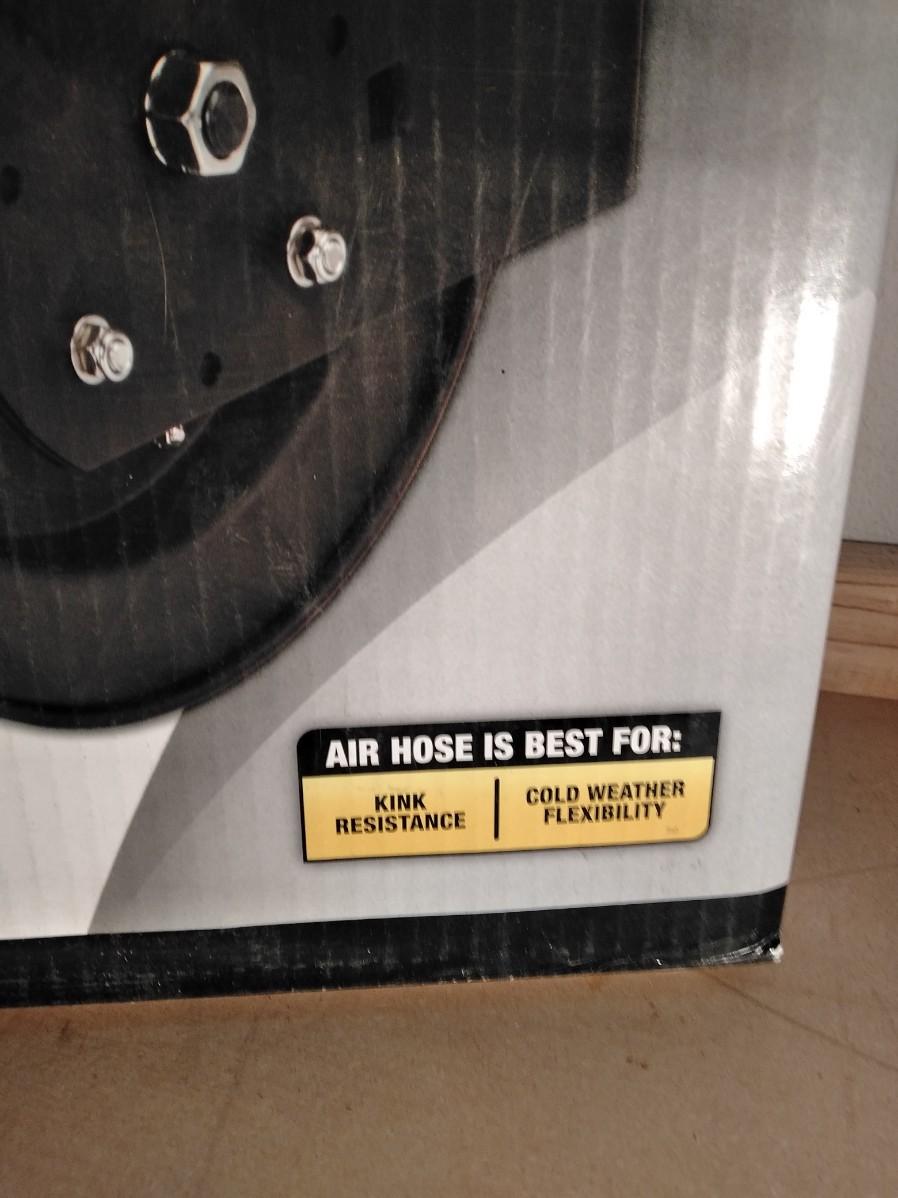 AIR HOSE IS BEST FOR:
KINK
RESISTANCE
COLD WEATHER
FLEXIBILITY